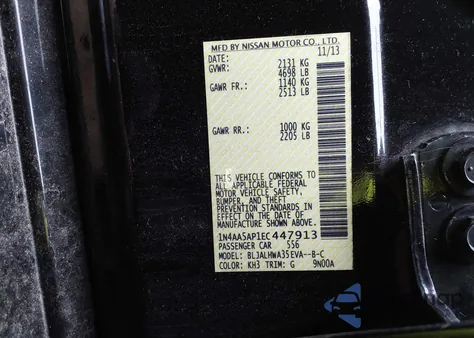 MFD BY NISSAN MOTOR CO., LTD.
DATE: 11/13
GVWR: 2131 KG
4698 LB
GAWR FR.: 1140 KG
2513 LB
GAWR RR.: 1000 KG
2205 LB
THIS VEHICLE CONFORMS TO
ALL APPLICABLE FEDERAL
MOTOR VEHICLE SAFETY,
BUMPER, AND THEFT
PREVENTION STANDARDS IN
EFFECT ON THE DATE OF
MANUFACTURE SHOWN ABOVE.
1N4AA5AP1EC447913
PASSENGER CAR 556
MODEL: BLJALHWA35EVA--B-C
COLOR: KH3 TRIM: G 9N00A